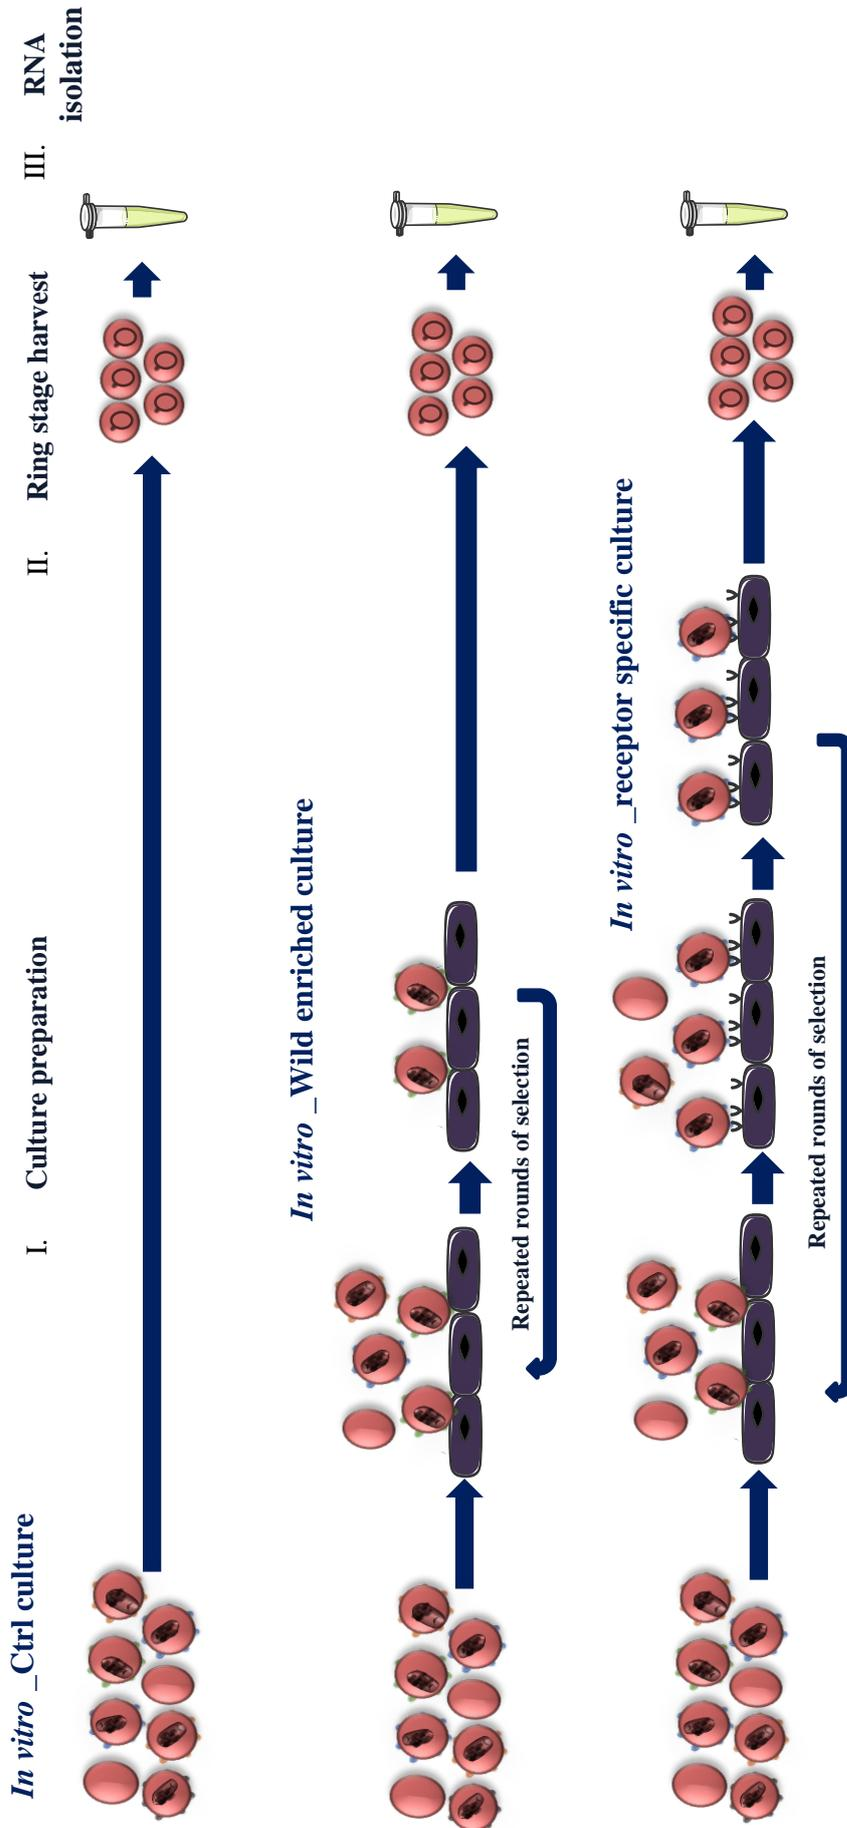 I. Culture preparation
II. Ring stage harvest
III. RNA
isolation
In vitro _Ctrl culture
In vitro _Wild enriched culture
Repeated rounds of selection
In vitro _receptor specific culture
Repeated rounds of selection